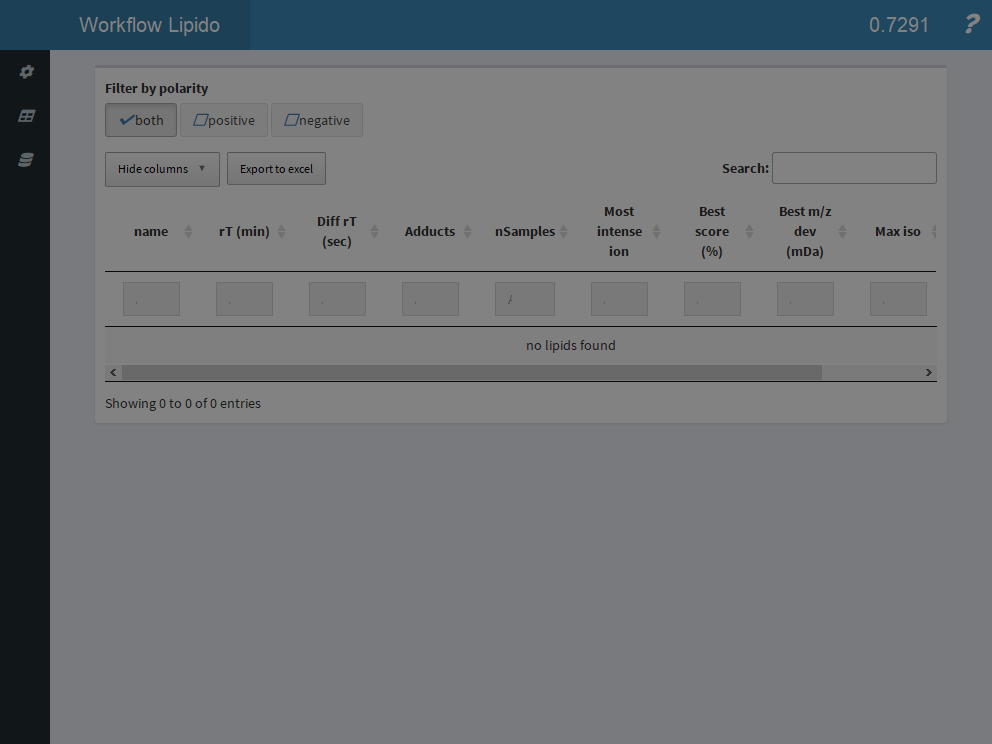 Workflow Lipido
0.7291
?
Filter by polarity
both
positive
negative
Hide columns
Export to excel
Search:
name
rT (min)
Diff rT
(sec)
Adducts
nSamples
Most
intense
ion
Best
score
(%)
Best m/z
dev
(mDa)
Max iso
no lipids found
Showing 0 to 0 of 0 entries